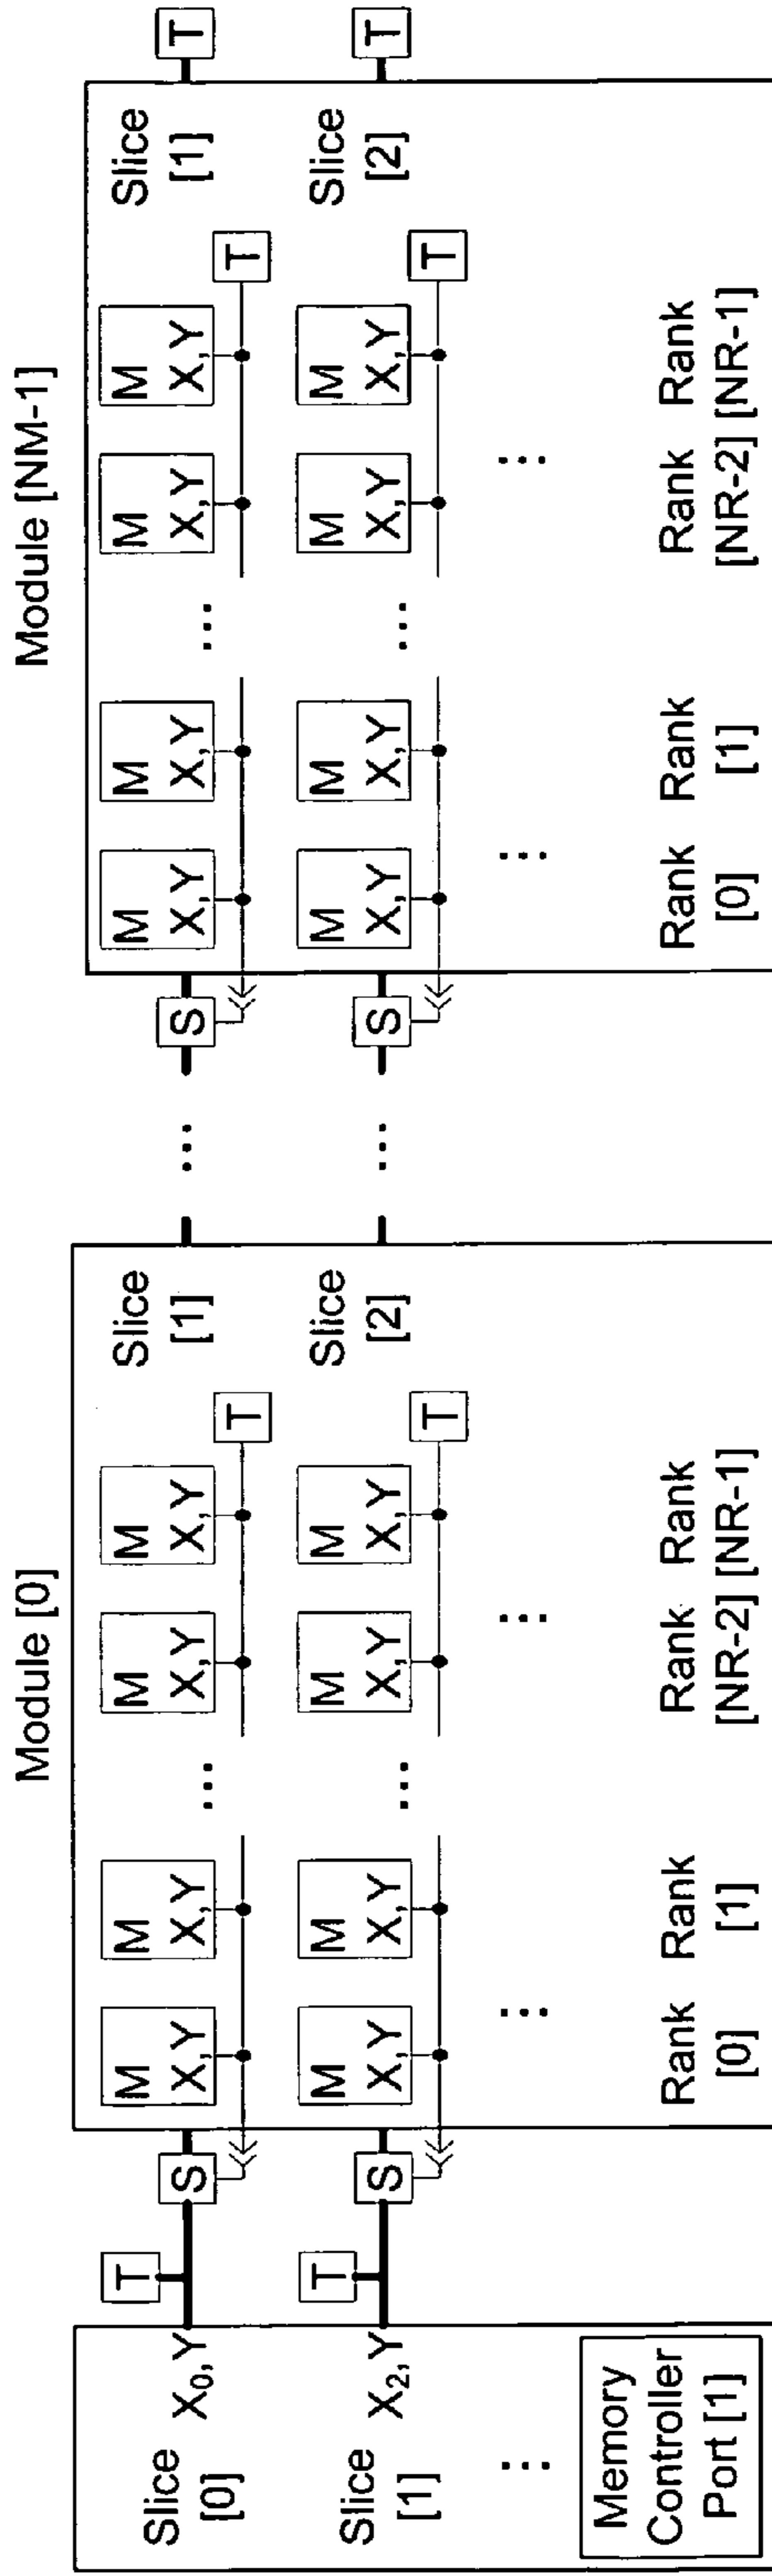 Slice
[0]
X₀, Y
Slice
[1]
X₂, Y
...
Memory
Controller
Port [1]
T
T
S
S
Module [0]
M
X,Y
M
X,Y
...
M
X,Y
M
X,Y
T
Slice
[1]
M
X,Y
M
X,Y
...
M
X,Y
M
X,Y
T
Slice
[2]
...
...
Rank
[0]
Rank
[1]
Rank
[NR-2]
Rank
[NR-1]
...
...
S
S
Module [NM-1]
M
X,Y
M
X,Y
...
M
X,Y
M
X,Y
T
Slice
[1]
M
X,Y
M
X,Y
...
M
X,Y
M
X,Y
T
Slice
[2]
...
...
Rank
[0]
Rank
[1]
Rank
[NR-2]
Rank
[NR-1]
T
T